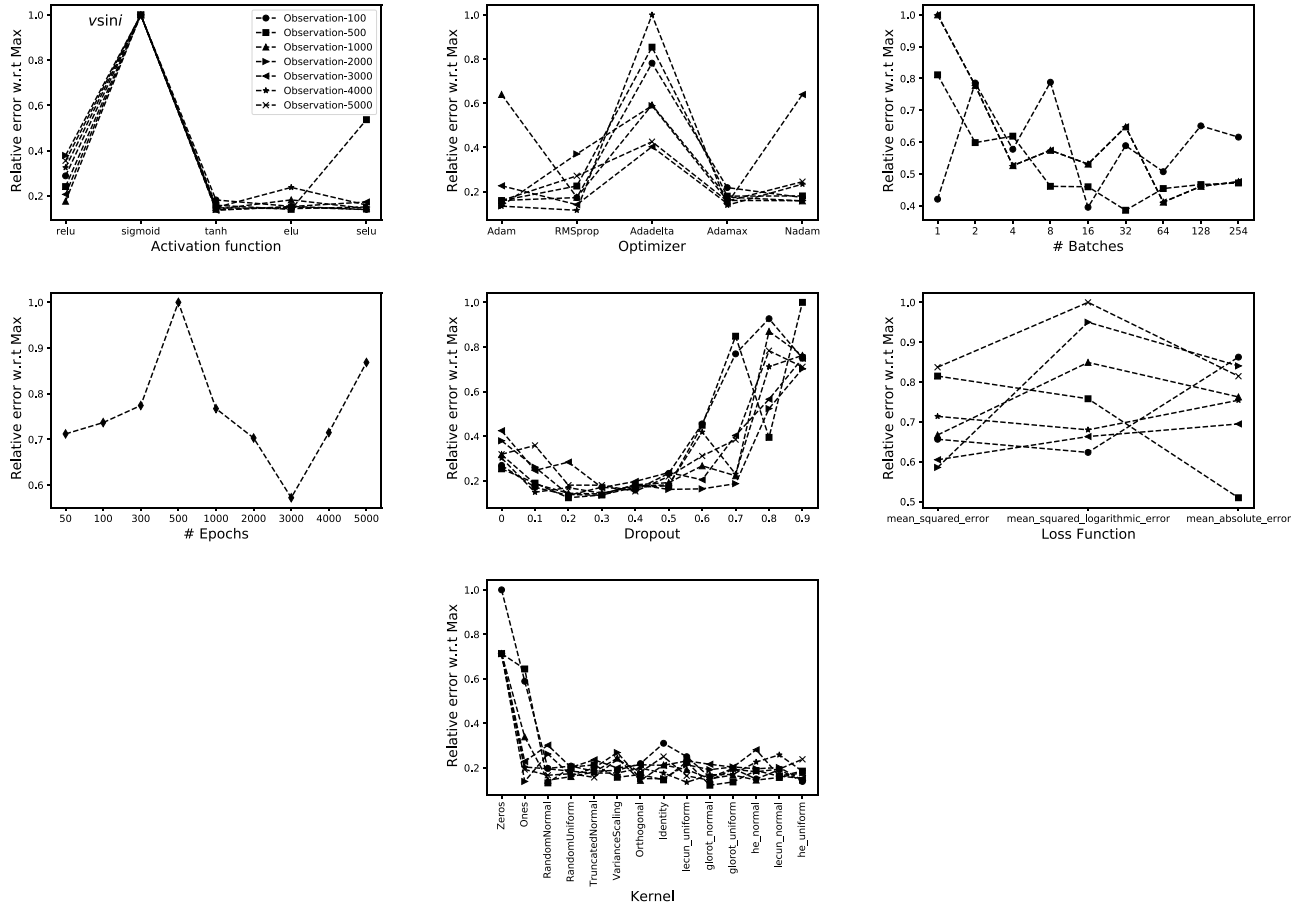 vsini
Observation-100
Observation-500
Observation-1000
Observation-2000
Observation-3000
Observation-4000
Observation-5000
Relative error w.r.t Max
1.0
0.8
0.6
0.4
0.2
relu sigmoid tanh elu selu
Activation function
Relative error w.r.t Max
1.0
0.8
0.6
0.4
0.2
Adam RMSprop Adadelta Adamax Nadam
Optimizer
Relative error w.r.t Max
1.0
0.9
0.8
0.7
0.6
0.5
0.4
1 2 4 8 16 32 64 128 254
# Batches
Relative error w.r.t Max
1.0
0.9
0.8
0.7
0.6
50 100 300 500 1000 2000 3000 4000 5000
# Epochs
Relative error w.r.t Max
1.0
0.8
0.6
0.4
0.2
0 0.1 0.2 0.3 0.4 0.5 0.6 0.7 0.8 0.9
Dropout
Relative error w.r.t Max
1.0
0.9
0.8
0.7
0.6
0.5
mean_squared_error mean_squared_logarithmic_error mean_absolute_error
Loss Function
Relative error w.r.t Max
1.0
0.8
0.6
0.4
0.2
Zeros
Ones
RandomNormal
RandomUniform
TruncatedNormal
VarianceScaling
Orthogonal
Identity
lecun_uniform
glorot_normal
glorot_uniform
he_normal
lecun_normal
he_uniform
Kernel